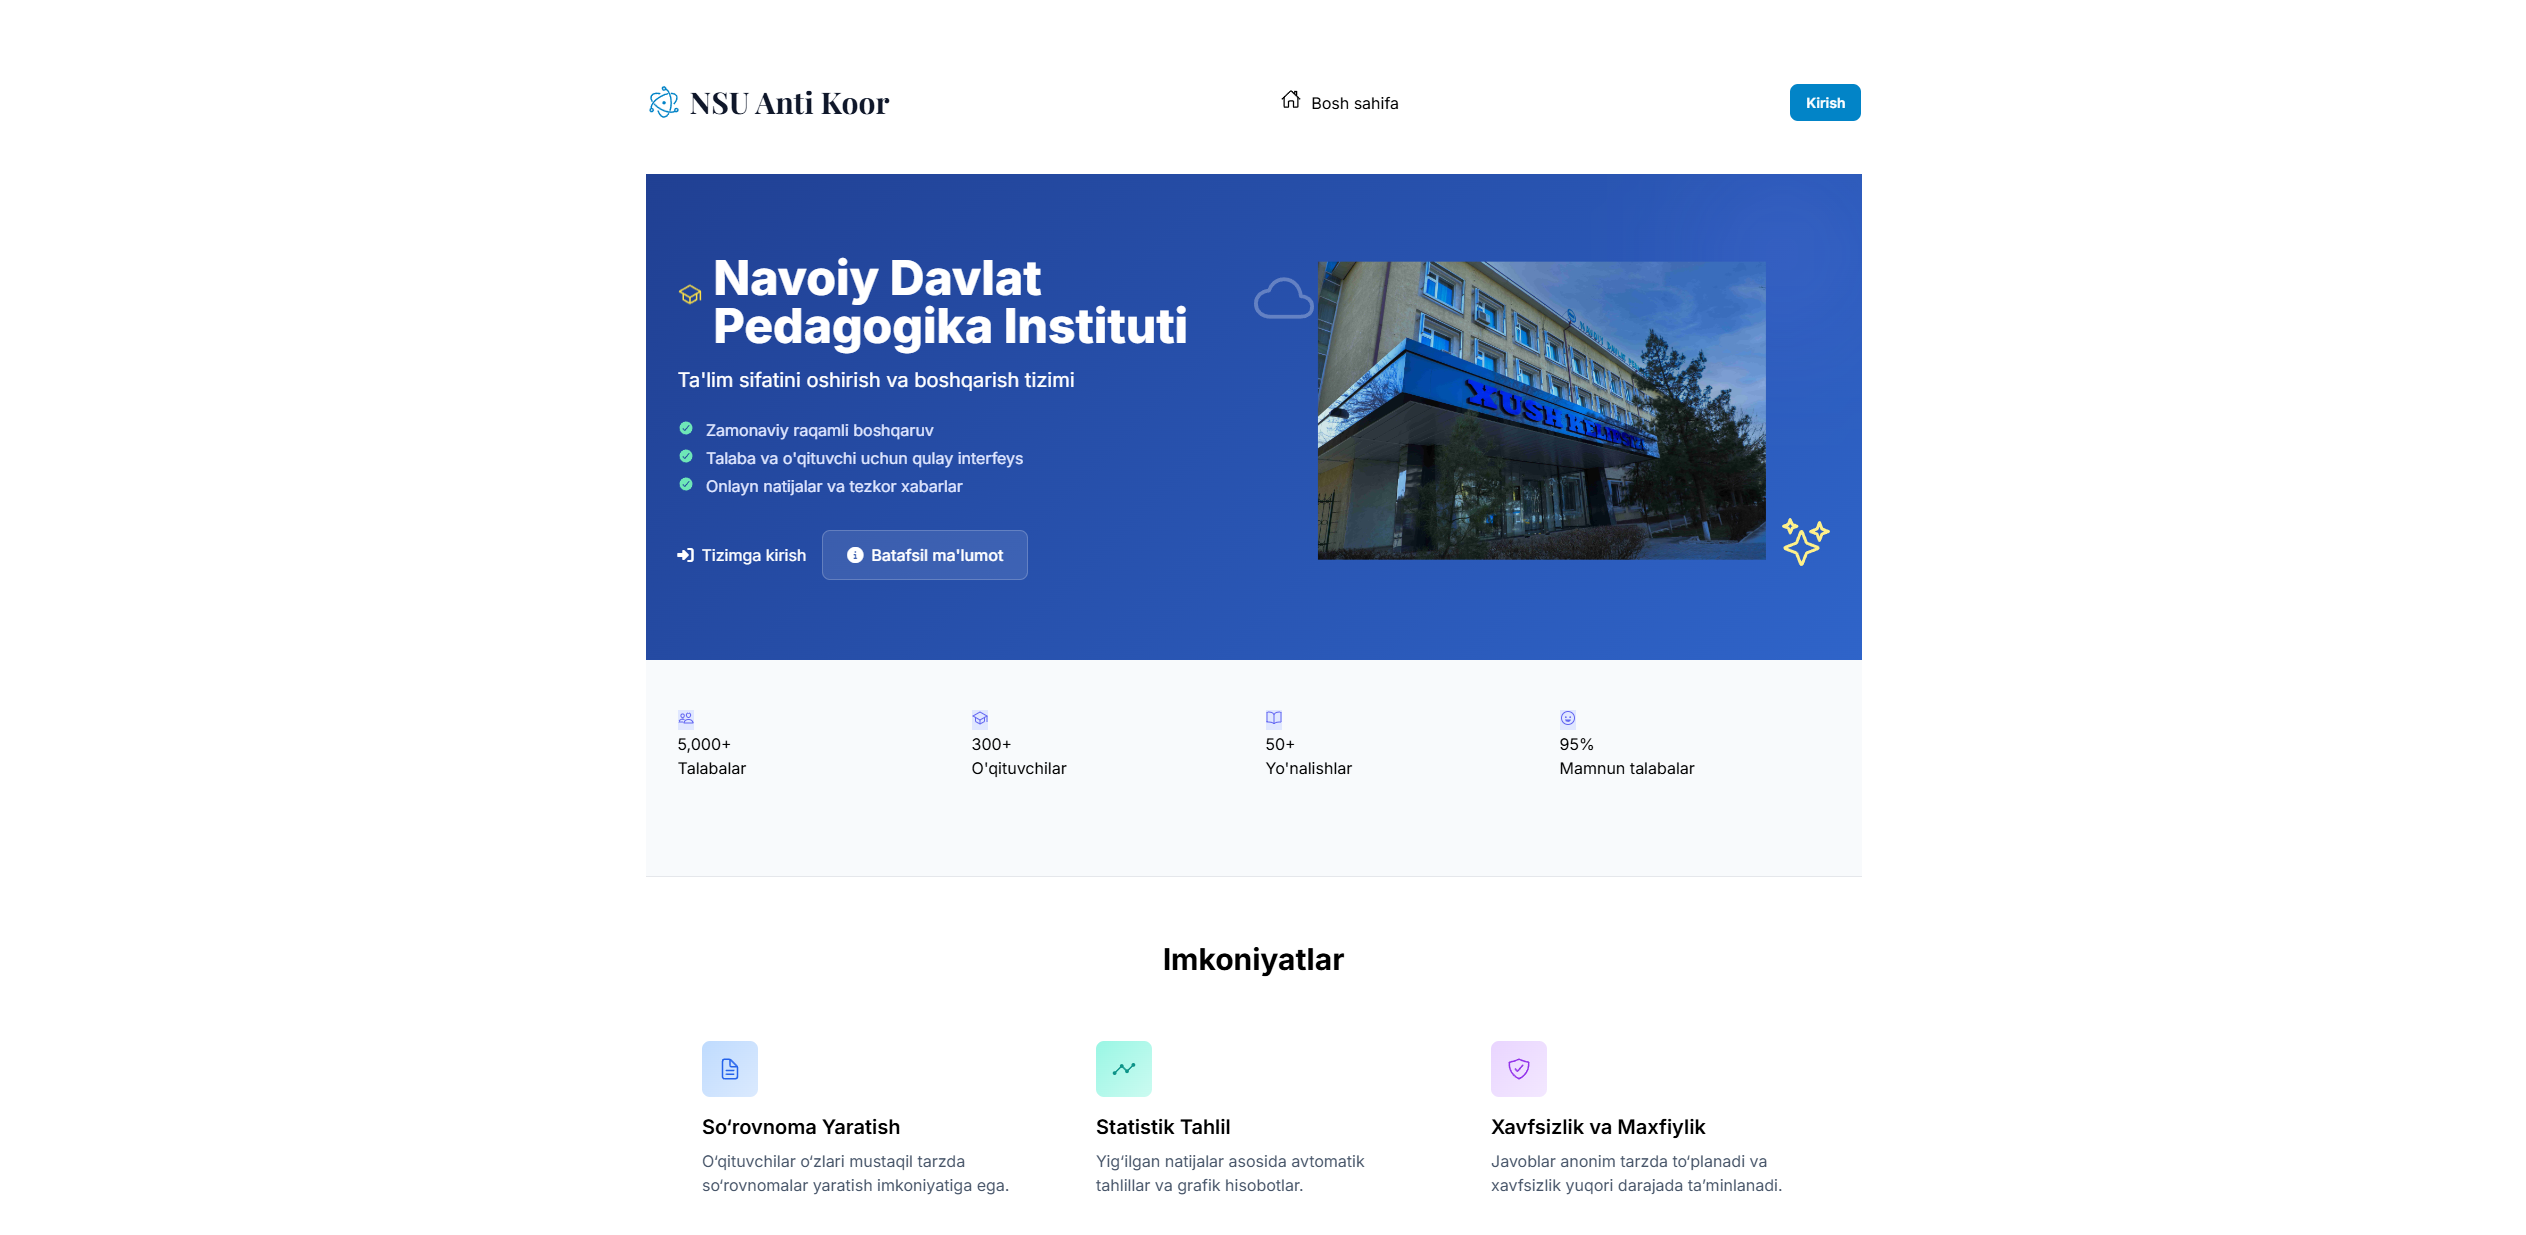 NSU Anti Koor
Bosh sahifa
Kirish
Navoiy Davlat
Pedagogika Instituti
Ta'lim sifatini oshirish va boshqarish tizimi
Zamonaviy raqamli boshqaruv
Talaba va o'qituvchi uchun qulay interfeys
Onlayn natijalar va tezkor xabarlar
Tizimga kirish
Batafsil ma'lumot
5,000+
Talabalar
300+
O'qituvchilar
50+
Yo'nalishlar
95%
Mamnun talabalar
Imkoniyatlar
So‘rovnoma Yaratish
O‘qituvchilar o‘zlari mustaqil tarzda
so‘rovnomalar yaratish imkoniyatiga ega.
Statistik Tahlil
Yig‘ilgan natijalar asosida avtomatik
tahlillar va grafik hisobotlar.
Xavfsizlik va Maxfiylik
Javoblar anonim tarzda to‘planadi va
xavfsizlik yuqori darajada ta’minlanadi.